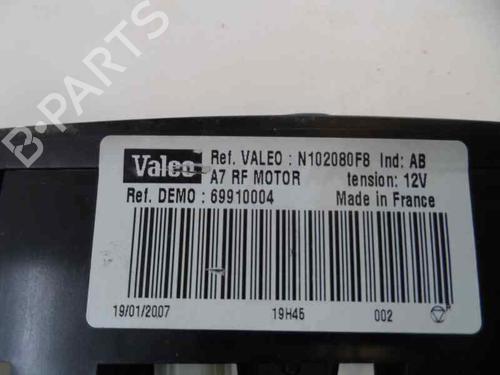 Valeo Ref. VALEO : N102080F8 Ind: AB
A7 RF MOTOR tension: 12V
Ref. DEMO : 69910004 Made in France
19/01/2007 19H45 002